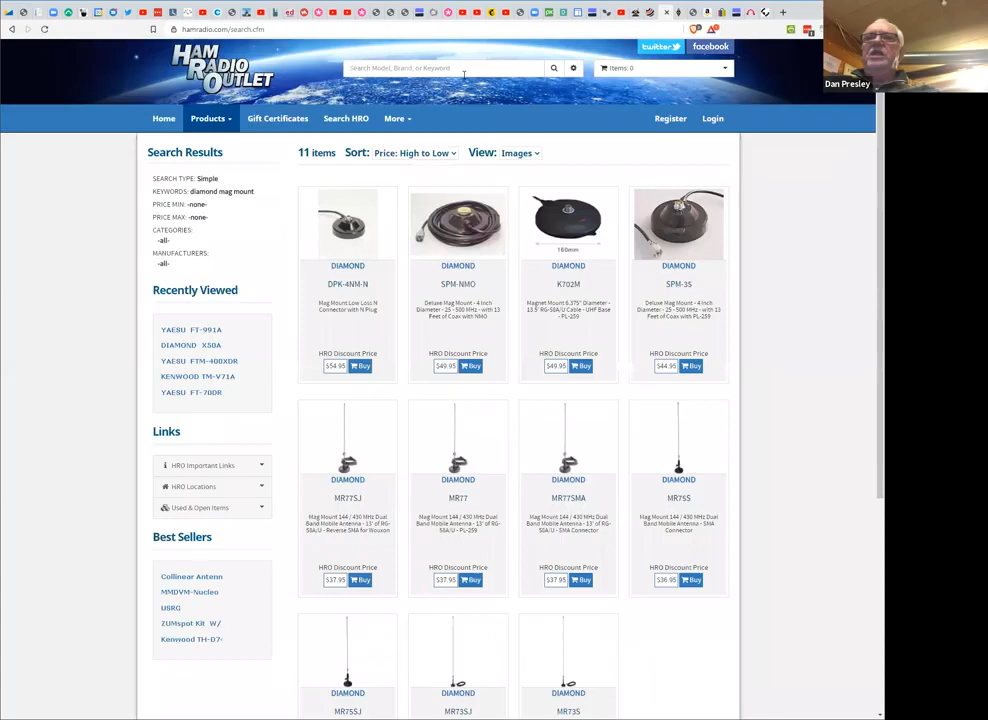 hamradio.com/search.cfm
Dan Presley
HAM
RADIO
OUTLET
twitter
facebook
Search Model, Brand, or Keyword
Items: 0
Home
Products
Gift Certificates
Search HRO
More
Register
Login
Search Results
SEARCH TYPE: Simple
KEYWORDS: diamond mag mount
PRICE MIN: -none-
PRICE MAX: -none-
CATEGORIES:
-all-
MANUFACTURERS:
-all-
Recently Viewed
YAESU FT-991A
DIAMOND X50A
YAESU FTM-400XDR
KENWOOD TM-V71A
YAESU FT-70DR
Links
HRO Important Links
HRO Locations
Used & Open Items
Best Sellers
Collinear Antenn
MMDVM-Nucleo
USRG
ZUMspot Kit W/
Kenwood TH-D7
11 items
Sort: Price: High to Low
View: Images
160mm
DIAMOND
DPK-4NM-N
Mag Mount Low Loss N
Connector with N Plug
HRO Discount Price
$54.95 Buy
DIAMOND
SPM-NMO
Deluxe Mag Mount - 4 Inch
Diameter - 25 - 500 MHz - with 13
Feet of Coax with NMO
HRO Discount Price
$49.95 Buy
DIAMOND
K702M
Magnet Mount 6.375" Diameter -
13.5' RG-58A/U Cable - UHF Base
- PL-259
HRO Discount Price
$49.95 Buy
DIAMOND
SPM-35
Deluxe Mag Mount - 4 Inch
Diameter - 25 - 500 MHz - with 13
Feet of Coax with PL-259
HRO Discount Price
$44.95 Buy
DIAMOND
MR77SJ
Mag Mount 144 / 430 MHz Dual
Band Mobile Antenna - 13' of RG-
58A/U - Reverse SMA for Wouxon
HRO Discount Price
$37.95 Buy
DIAMOND
MR77
Mag Mount 144 / 430 MHz Dual
Band Mobile Antenna - 13' of RG-
58A/U - PL-259
HRO Discount Price
$37.95 Buy
DIAMOND
MR77SMA
Mag Mount 144 / 430 MHz Dual
Band Mobile Antenna - 13' of RG-
58A/U - SMA Connector
HRO Discount Price
$37.95 Buy
DIAMOND
MR75S
Mag Mount 144 / 430 MHz Dual
Band Mobile Antenna - SMA
Connector
HRO Discount Price
$36.95 Buy
DIAMOND
MR75SJ
DIAMOND
MR73SJ
DIAMOND
MR73S